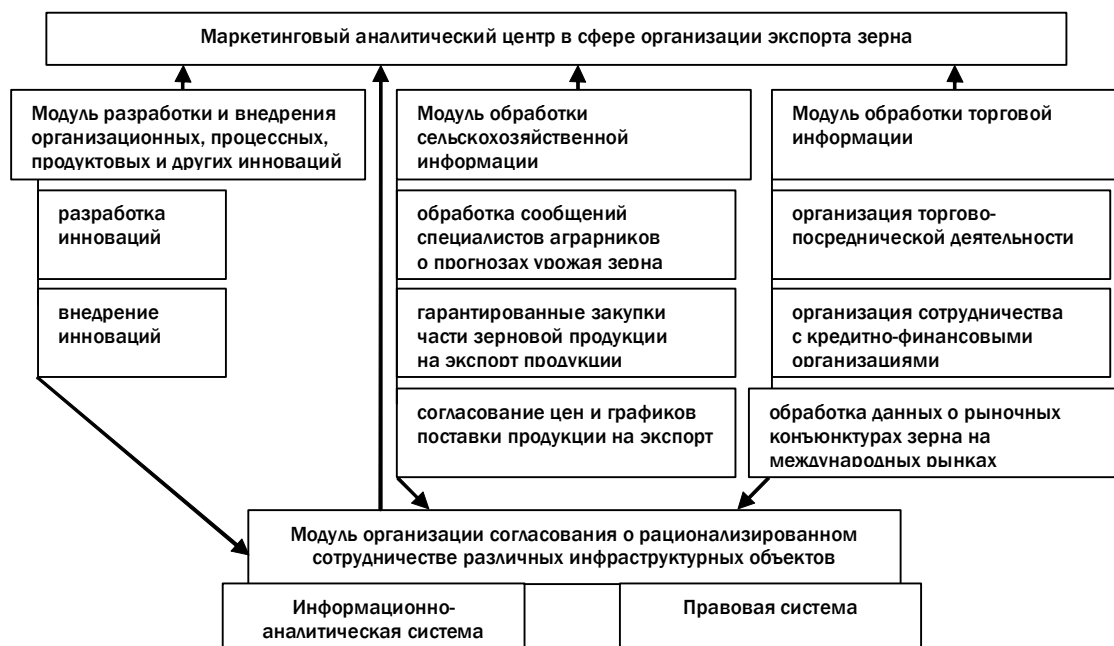 Маркетинговый аналитический центр в сфере организации экспорта зерна
Модуль разработки и внедрения
организационных, процессных,
продуктовых и других инноваций
разработка
инноваций
внедрение
инноваций
Модуль обработки
сельскохозяйственной
информации
обработка сообщений
специалистов аграрников
о прогнозах урожая зерна
гарантированные закупки
части зерновой продукции
на экспорт продукции
согласование цен и графиков
поставки продукции на экспорт
Модуль обработки торговой
информации
организация торгово-
посреднической деятельности
организация сотрудничества
с кредитно-финансовыми
организациями
обработка данных о рыночных
конъюнктурах зерна на
международных рынках
Модуль организации согласования о рационализированном
сотрудничестве различных инфраструктурных объектов
Информационно-
аналитическая система
Правовая система